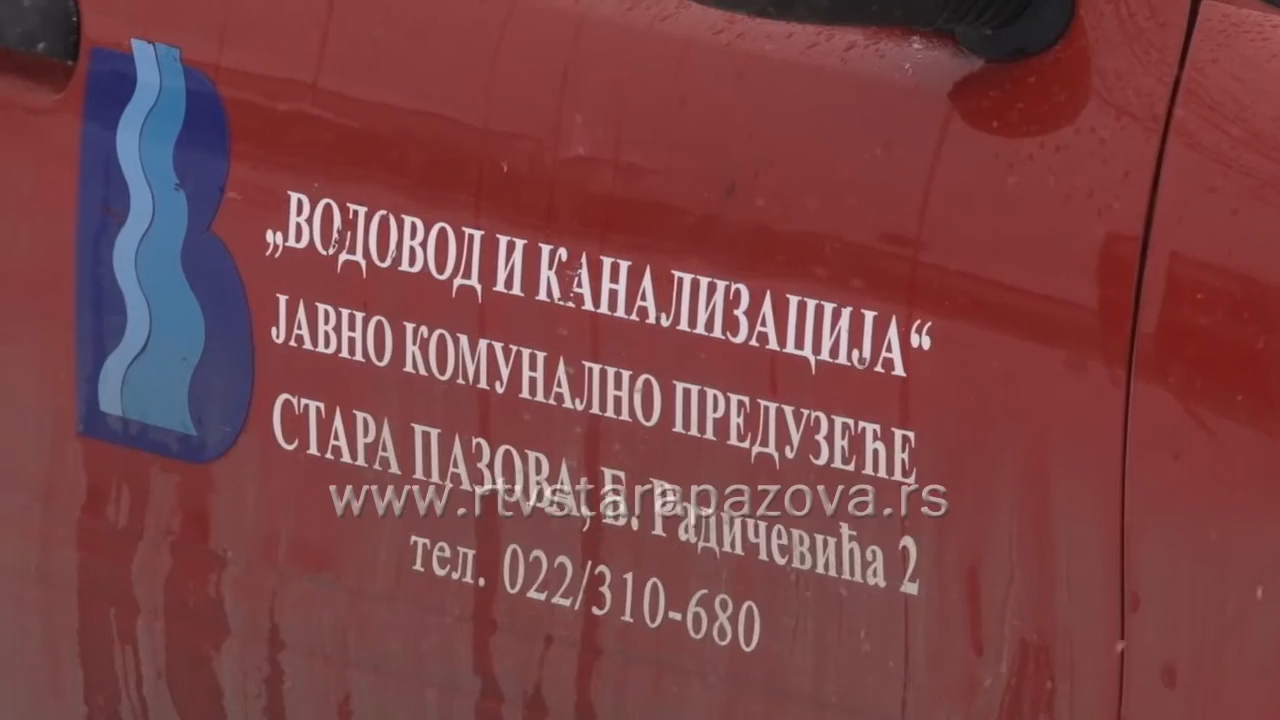 „ВОДОВОД И КАНАЛИЗАЦИЈА“
ЈАВНО КОМУНАЛНО ПРЕДУЗЕЋЕ
СТАРА ПАЗОВА, Б. Радичевића 2
www.rtvstarapazova.rs
тел. 022/310-680